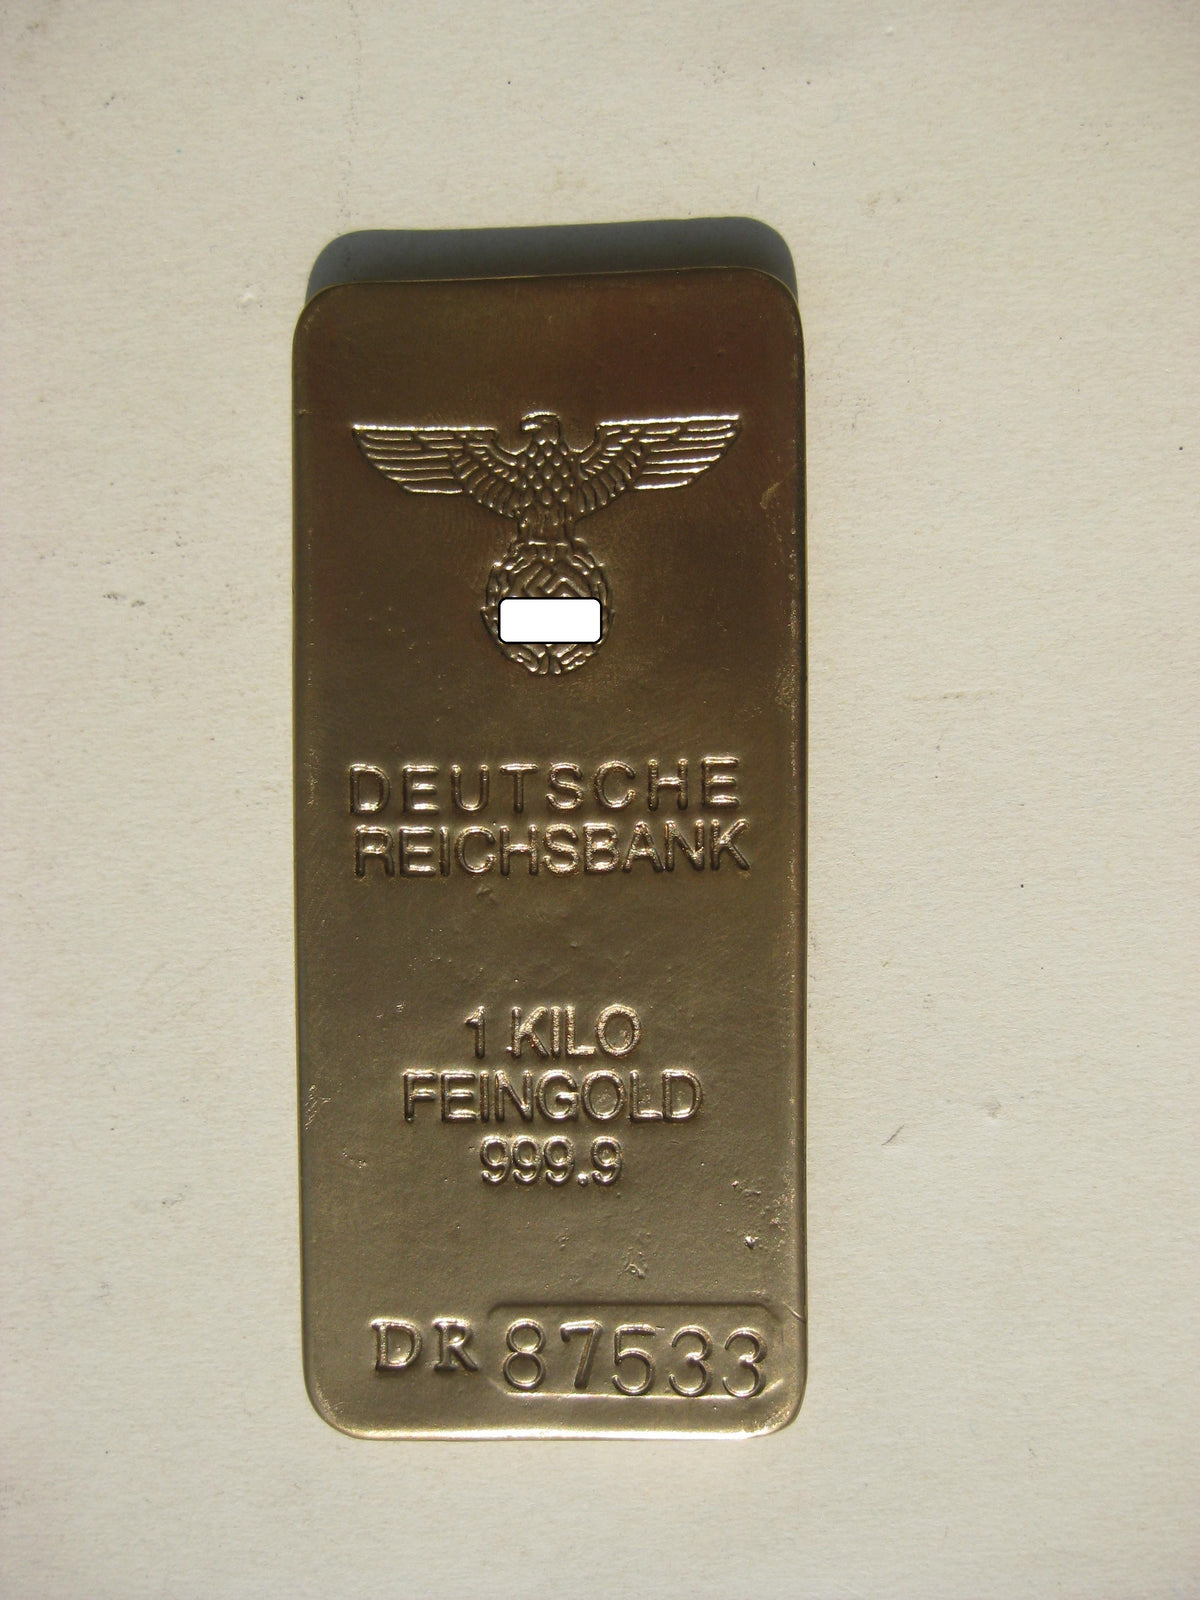 DEUTSCHE
REICHSBANK
1 KILO
FEINGOLD
999.9
DR 87533